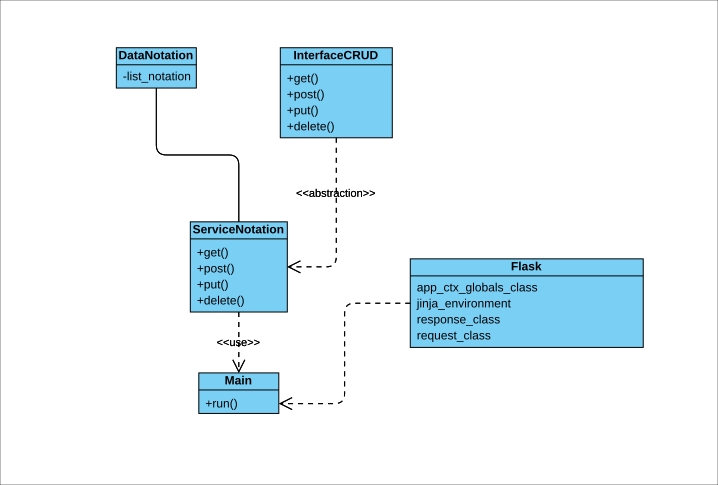 DataNotation
-list_notation
InterfaceCRUD
+get()
+post()
+put()
+delete()
<<abstraction>>
ServiceNotation
+get()
+post()
+put()
+delete()
Flask
app_ctx_globals_class
jinja_environment
response_class
request_class
<<use>>
Main
+run()